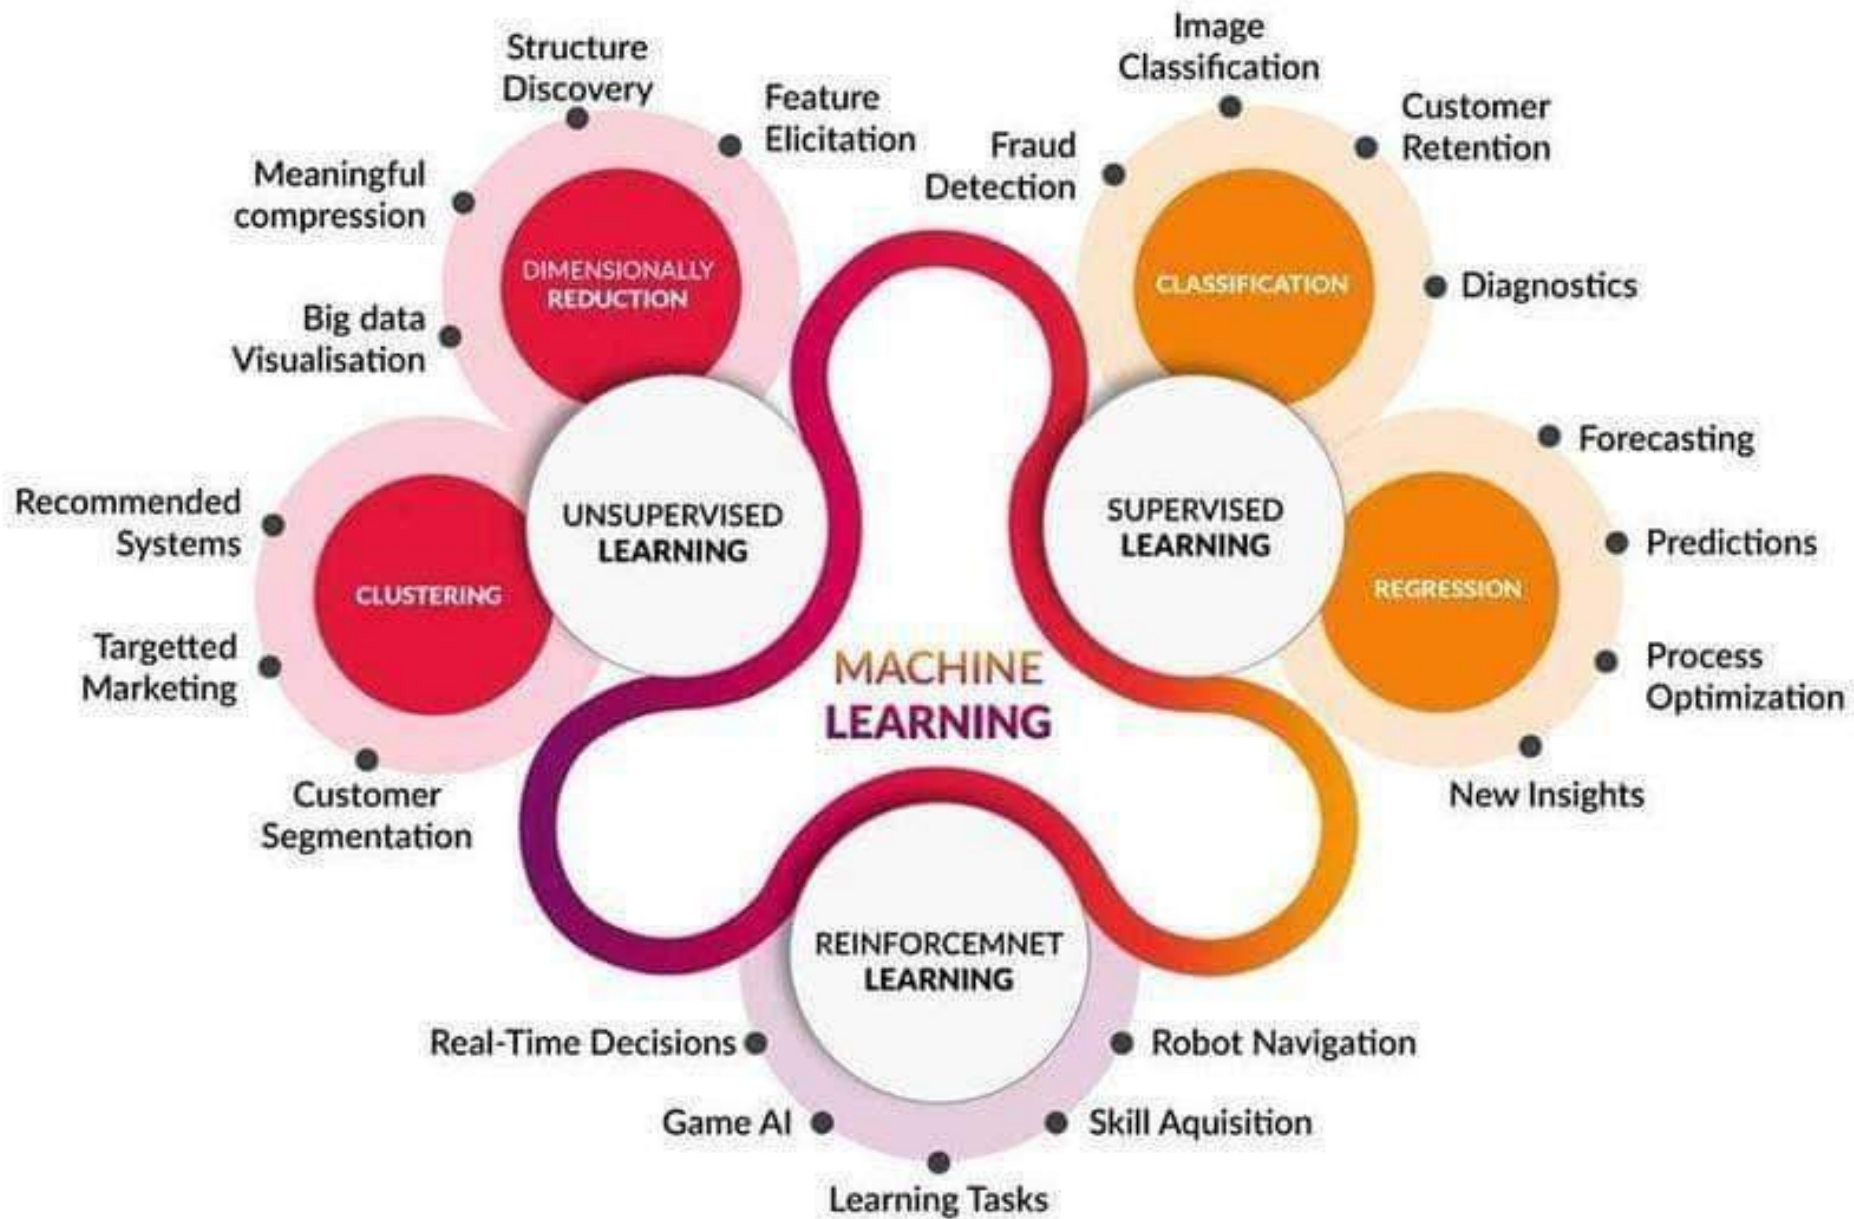 Structure
Discovery
Feature
Elicitation
Meaningful
compression
Big data
Visualisation
DIMENSIONALLY
REDUCTION
Recommended
Systems
Targetted
Marketing
Customer
Segmentation
CLUSTERING
UNSUPERVISED
LEARNING
Image
Classification
Customer
Retention
Fraud
Detection
Diagnostics
CLASSIFICATION
SUPERVISED
LEARNING
Forecasting
Predictions
Process
Optimization
New Insights
REGRESSION
MACHINE
LEARNING
REINFORCEMNET
LEARNING
Real-Time Decisions
Game AI
Learning Tasks
Skill Aquisition
Robot Navigation